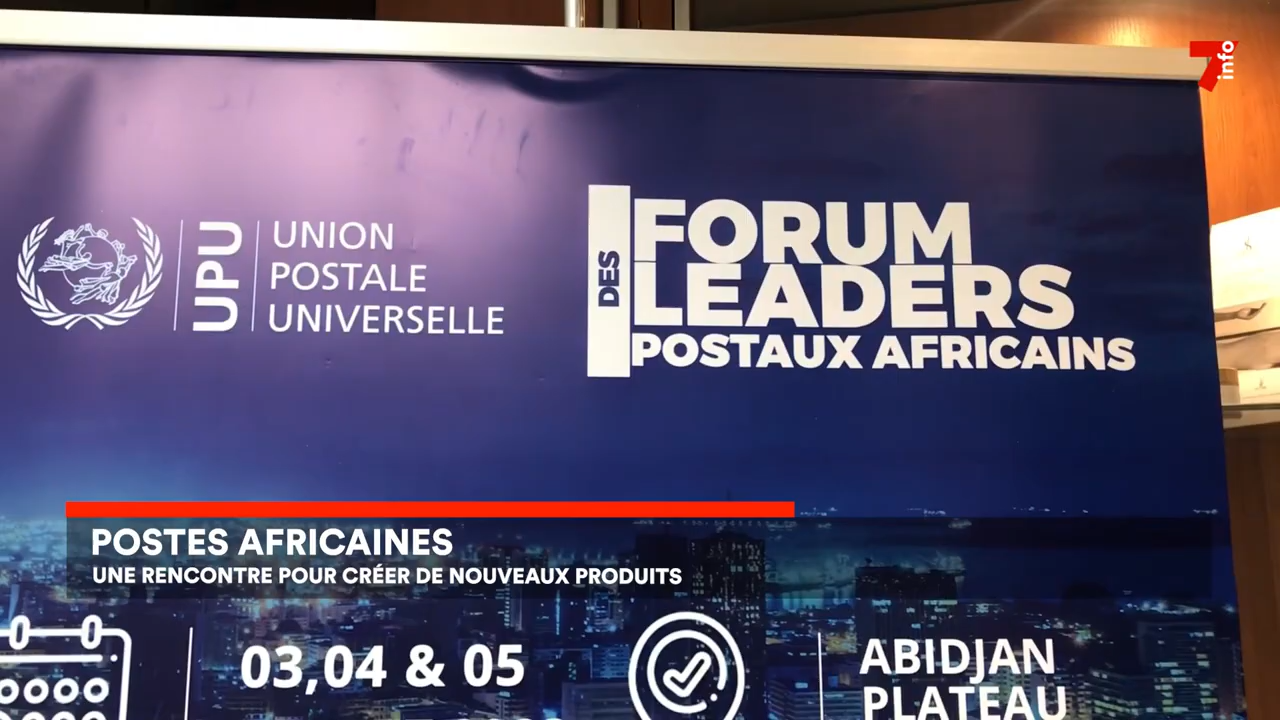 7 info
UPU
UNION
POSTALE
UNIVERSELLE
DES
FORUM
LEADERS
POSTAUX AFRICAINS
POSTES AFRICAINES
UNE RENCONTRE POUR CRÉER DE NOUVEAUX PRODUITS
03,04 & 05
ABIDJAN
PLATEAU